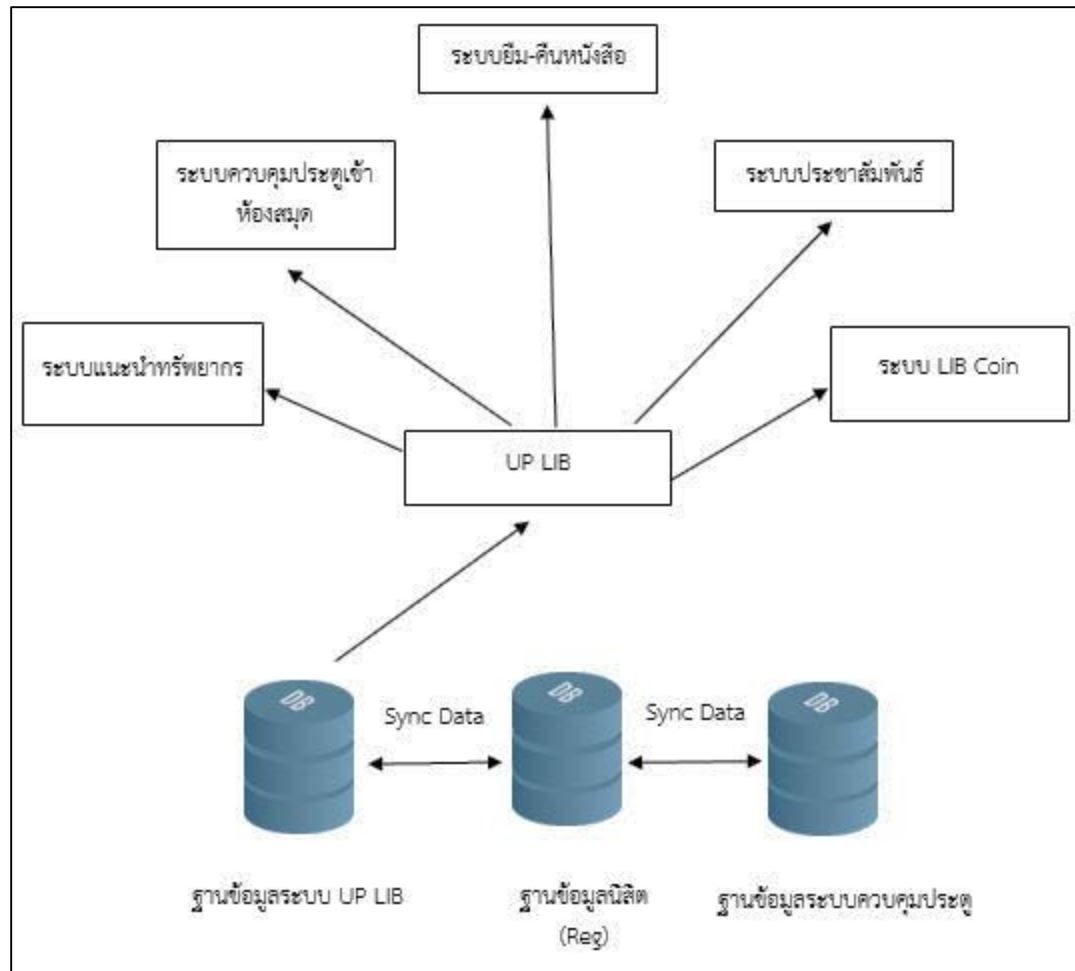 ระบบยืม-คืนหนังสือ
ระบบควบคุมประตูเข้า
ห้องสมุด
ระบบประชาสัมพันธ์
ระบบแนะนำทรัพยากร
ระบบ LIB Coin
UP LIB
DB
DB
DB
Sync Data
Sync Data
ฐานข้อมูลระบบ UP LIB
ฐานข้อมูลนิสิต
(Reg)
ฐานข้อมูลระบบควบคุมประตู